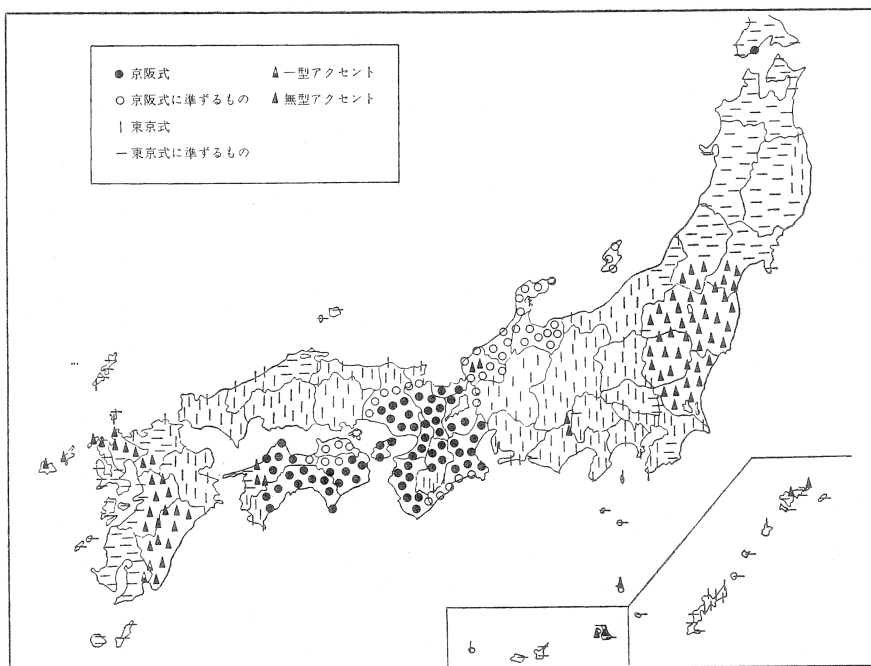 ● 京阪式
○ 京阪式に準ずるもの
| 東京式
— 東京式に準ずるもの
▲ 一型アクセント
▲ 無型アクセント